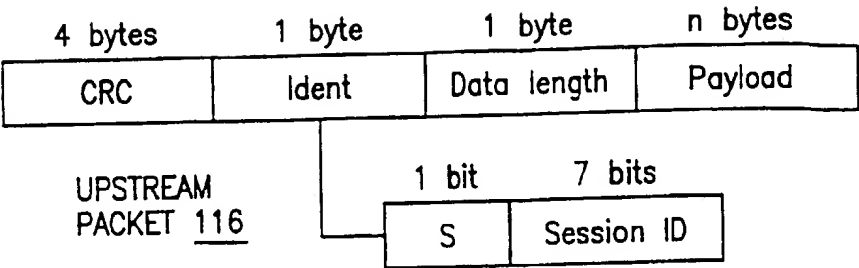 4 bytes 1 byte 1 byte n bytes
CRC Ident Data length Payload
1 bit 7 bits
UPSTREAM
PACKET 116
S Session ID